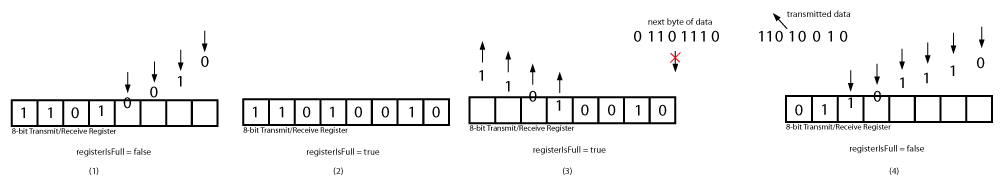 0
0
1
0
1 1 0 1
8-bit Transmit/Receive Register
registerIsFull = false
(1)
1 1 0 1 0 0 1 0
8-bit Transmit/Receive Register
registerIsFull = true
(2)
next byte of data
0 1 1 0 1 1 1 0
1
1
0
1
0 0 1 0
8-bit Transmit/Receive Register
registerIsFull = true
(3)
transmitted data
1 1 0 1 0 0 1 0
0
1
1
1
0
0 1 1
8-bit Transmit/Receive Register
registerIsFull = false
(4)